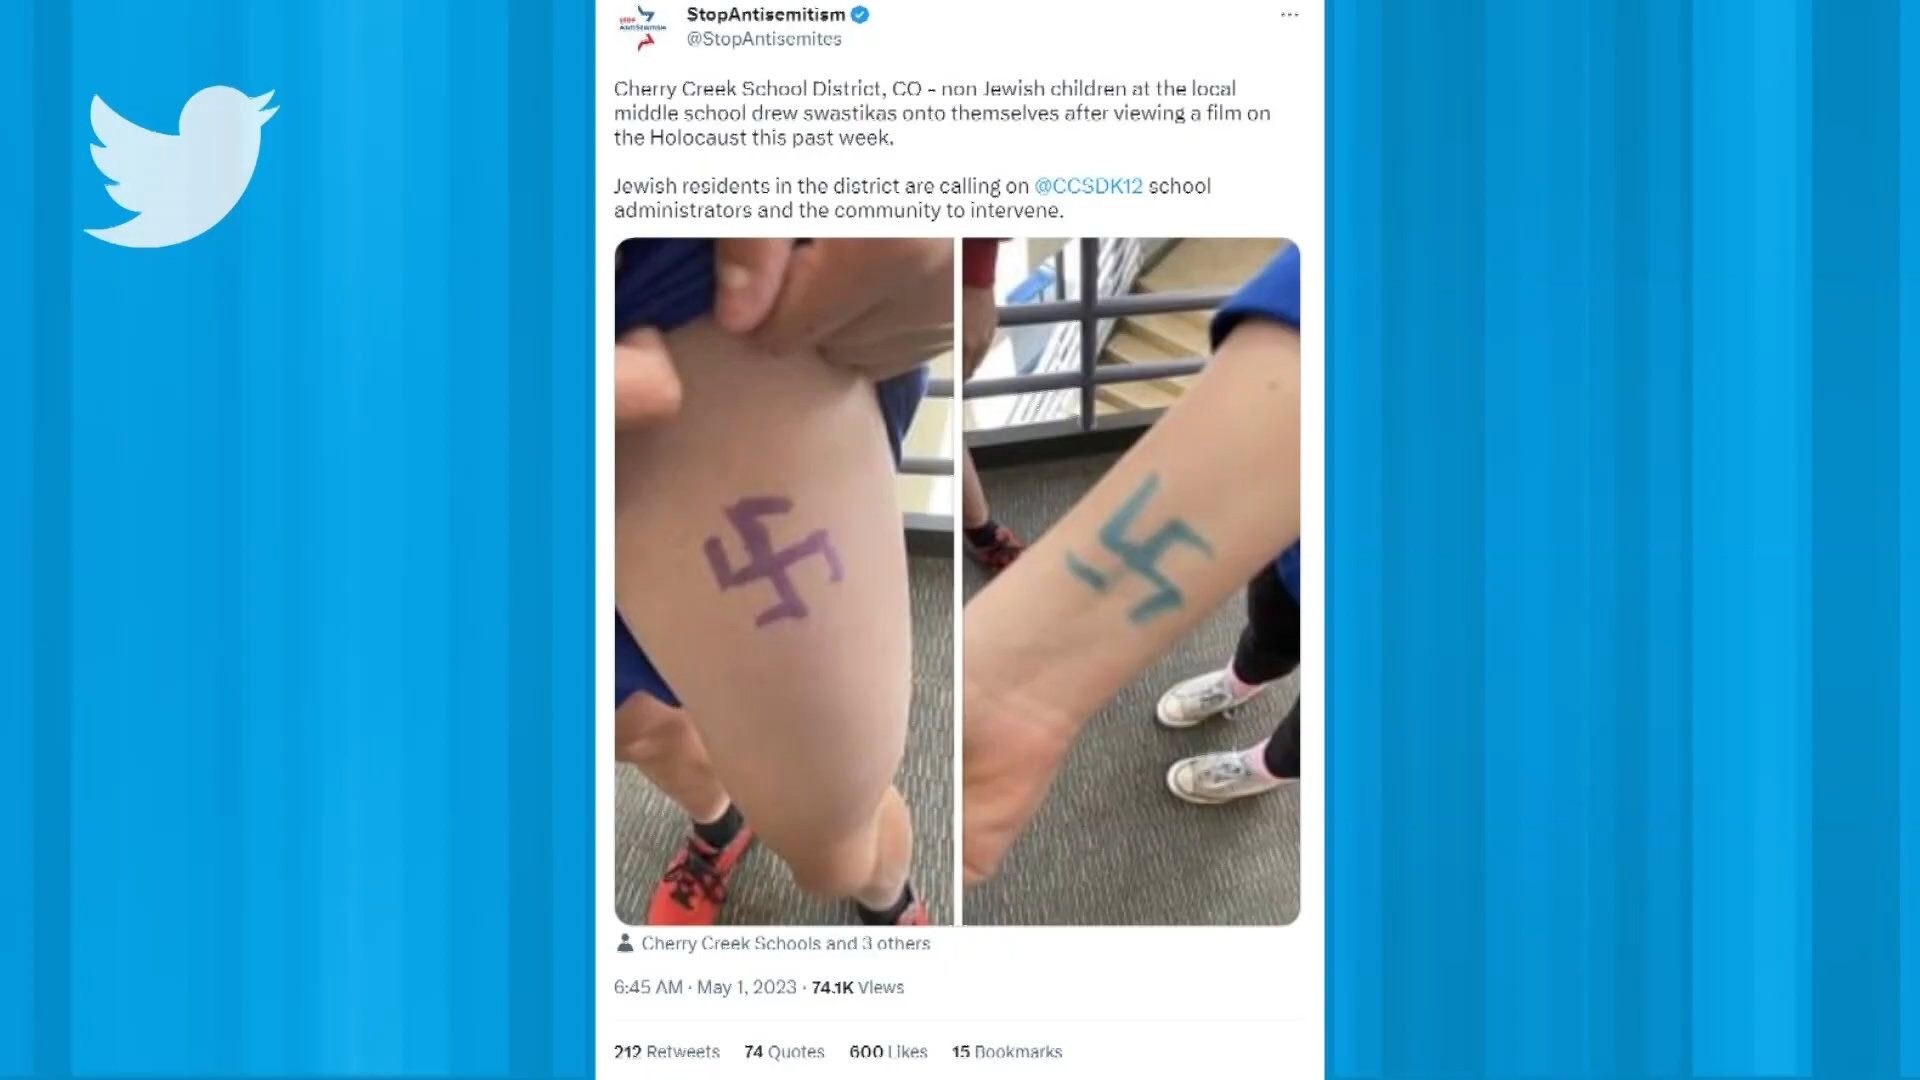 StopAntisemitism
@StopAntisemites
Cherry Creek School District, CO - non Jewish children at the local
middle school drew swastikas onto themselves after viewing a film on
the Holocaust this past week.
Jewish residents in the district are calling on @CCSDK12 school
administrators and the community to intervene.
Cherry Creek Schools and 3 others
6:45 AM · May 1, 2023 · 74.1K Views
212 Retweets 74 Quotes 600 Likes 15 Bookmarks